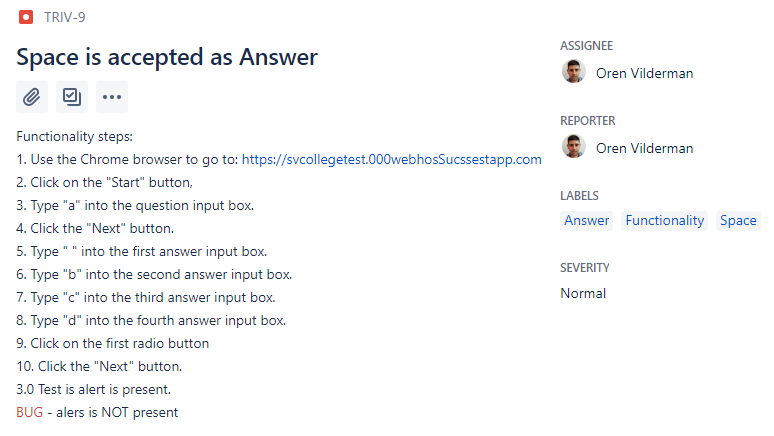 TRIV-9
Space is accepted as Answer
Functionality steps:
1. Use the Chrome browser to go to: https://svcollegetest.000webhosSucssestapp.com
2. Click on the "Start" button,
3. Type "a" into the question input box.
4. Click the "Next" button.
5. Type " " into the first answer input box.
6. Type "b" into the second answer input box.
7. Type "c" into the third answer input box.
8. Type "d" into the fourth answer input box.
9. Click on the first radio button
10. Click the "Next" button.
3.0 Test is alert is present.
BUG - alers is NOT present
ASSIGNEE
Oren Vilderman
REPORTER
Oren Vilderman
LABELS
Answer Functionality Space
SEVERITY
Normal